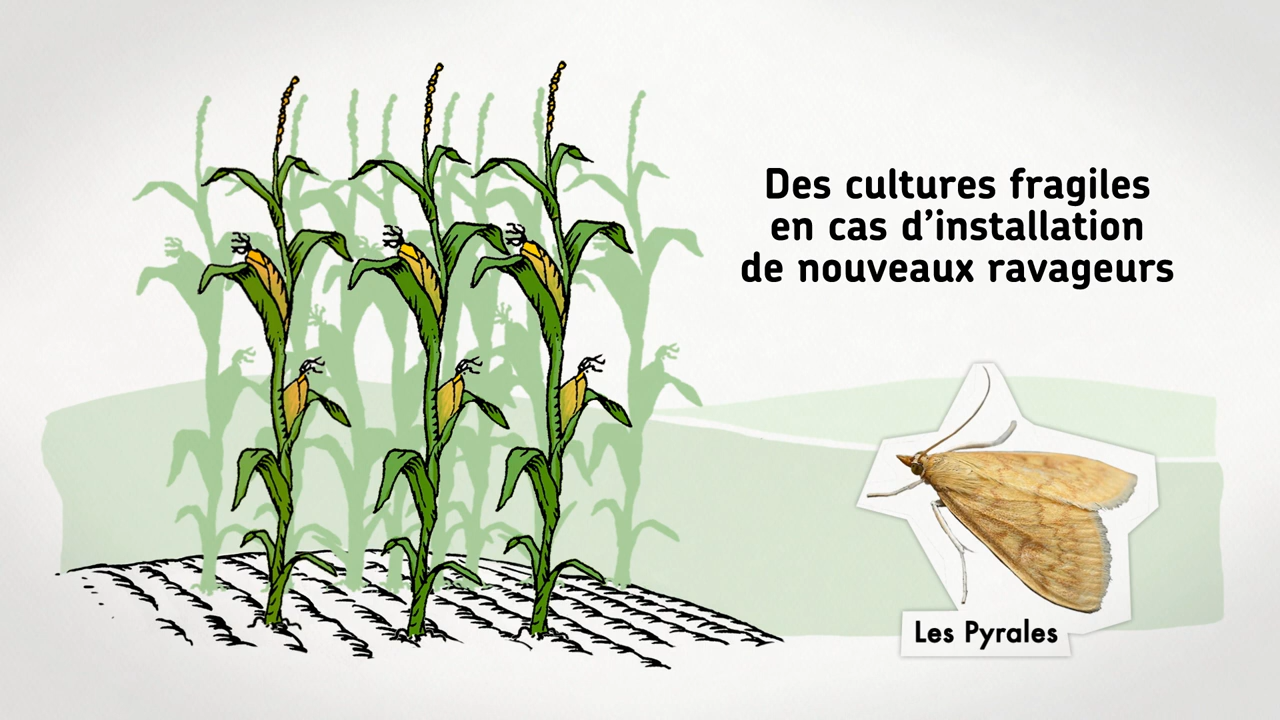 Des cultures fragiles
en cas d’installation
de nouveaux ravageurs
Les Pyrales